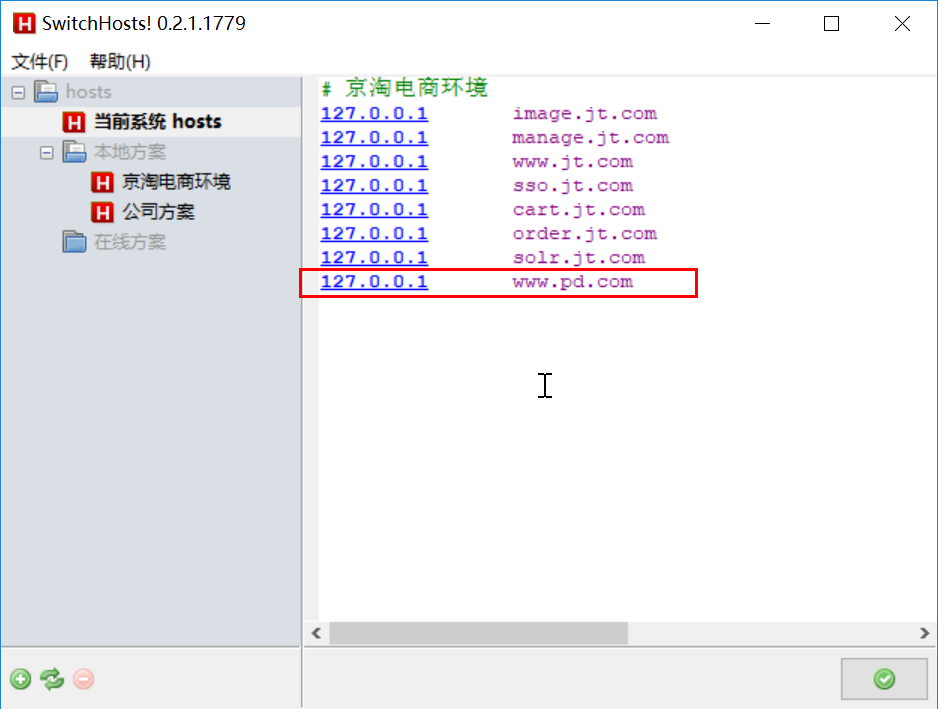 SwitchHosts! 0.2.1.1779
文件(F) 帮助(H)
hosts
当前系统 hosts
本地方案
京淘电商环境
公司方案
在线方案
# 京淘电商环境
127.0.0.1 image.jt.com
127.0.0.1 manage.jt.com
127.0.0.1 www.jt.com
127.0.0.1 sso.jt.com
127.0.0.1 cart.jt.com
127.0.0.1 order.jt.com
127.0.0.1 solr.jt.com
127.0.0.1 www.pd.com